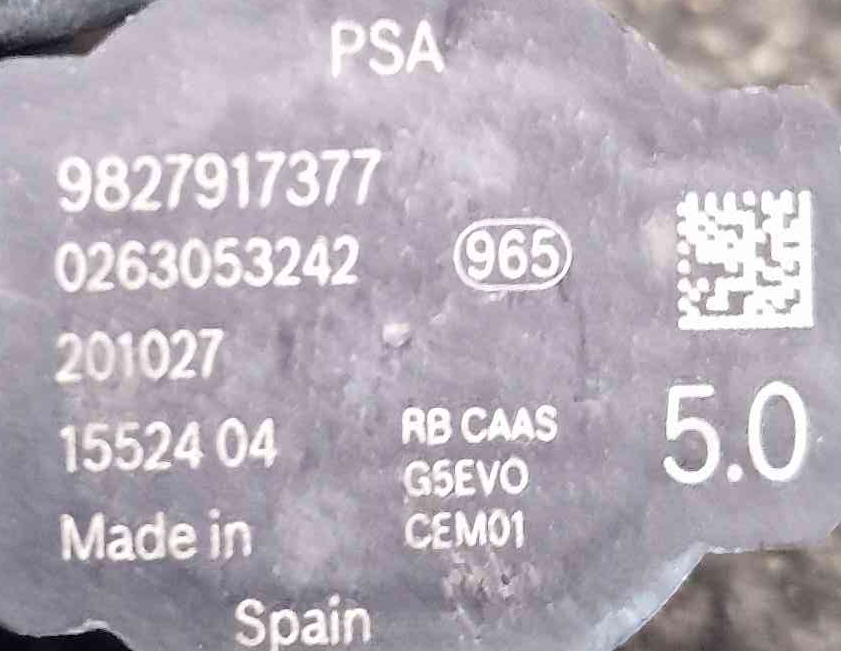 PSA
9827917377
0263053242
965
201027
15524 04
RB CAAS
G5EVO
CEM01
5.0
Made in
Spain